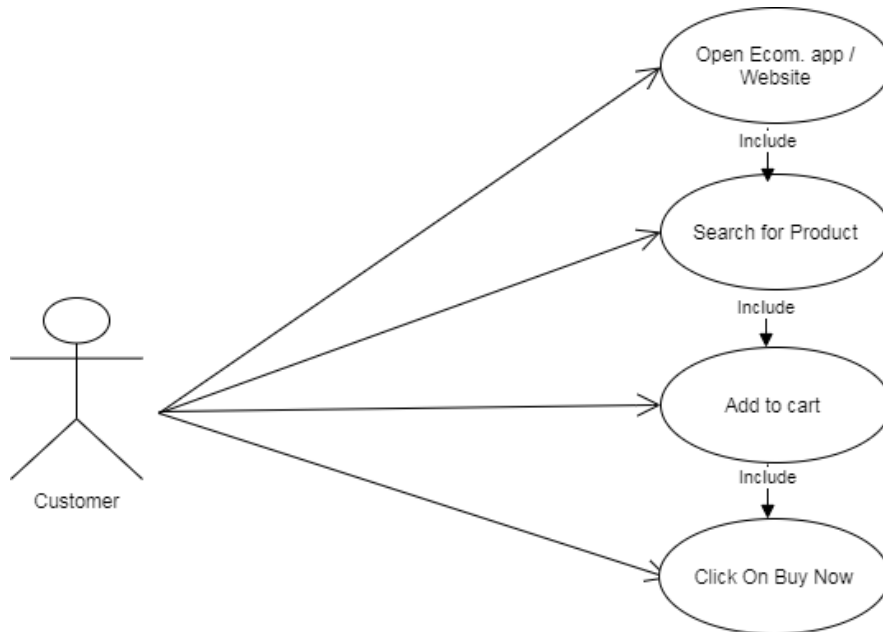 Open Ecom. app /
Website
Include
Search for Product
Include
Add to cart
Include
Click On Buy Now
Customer